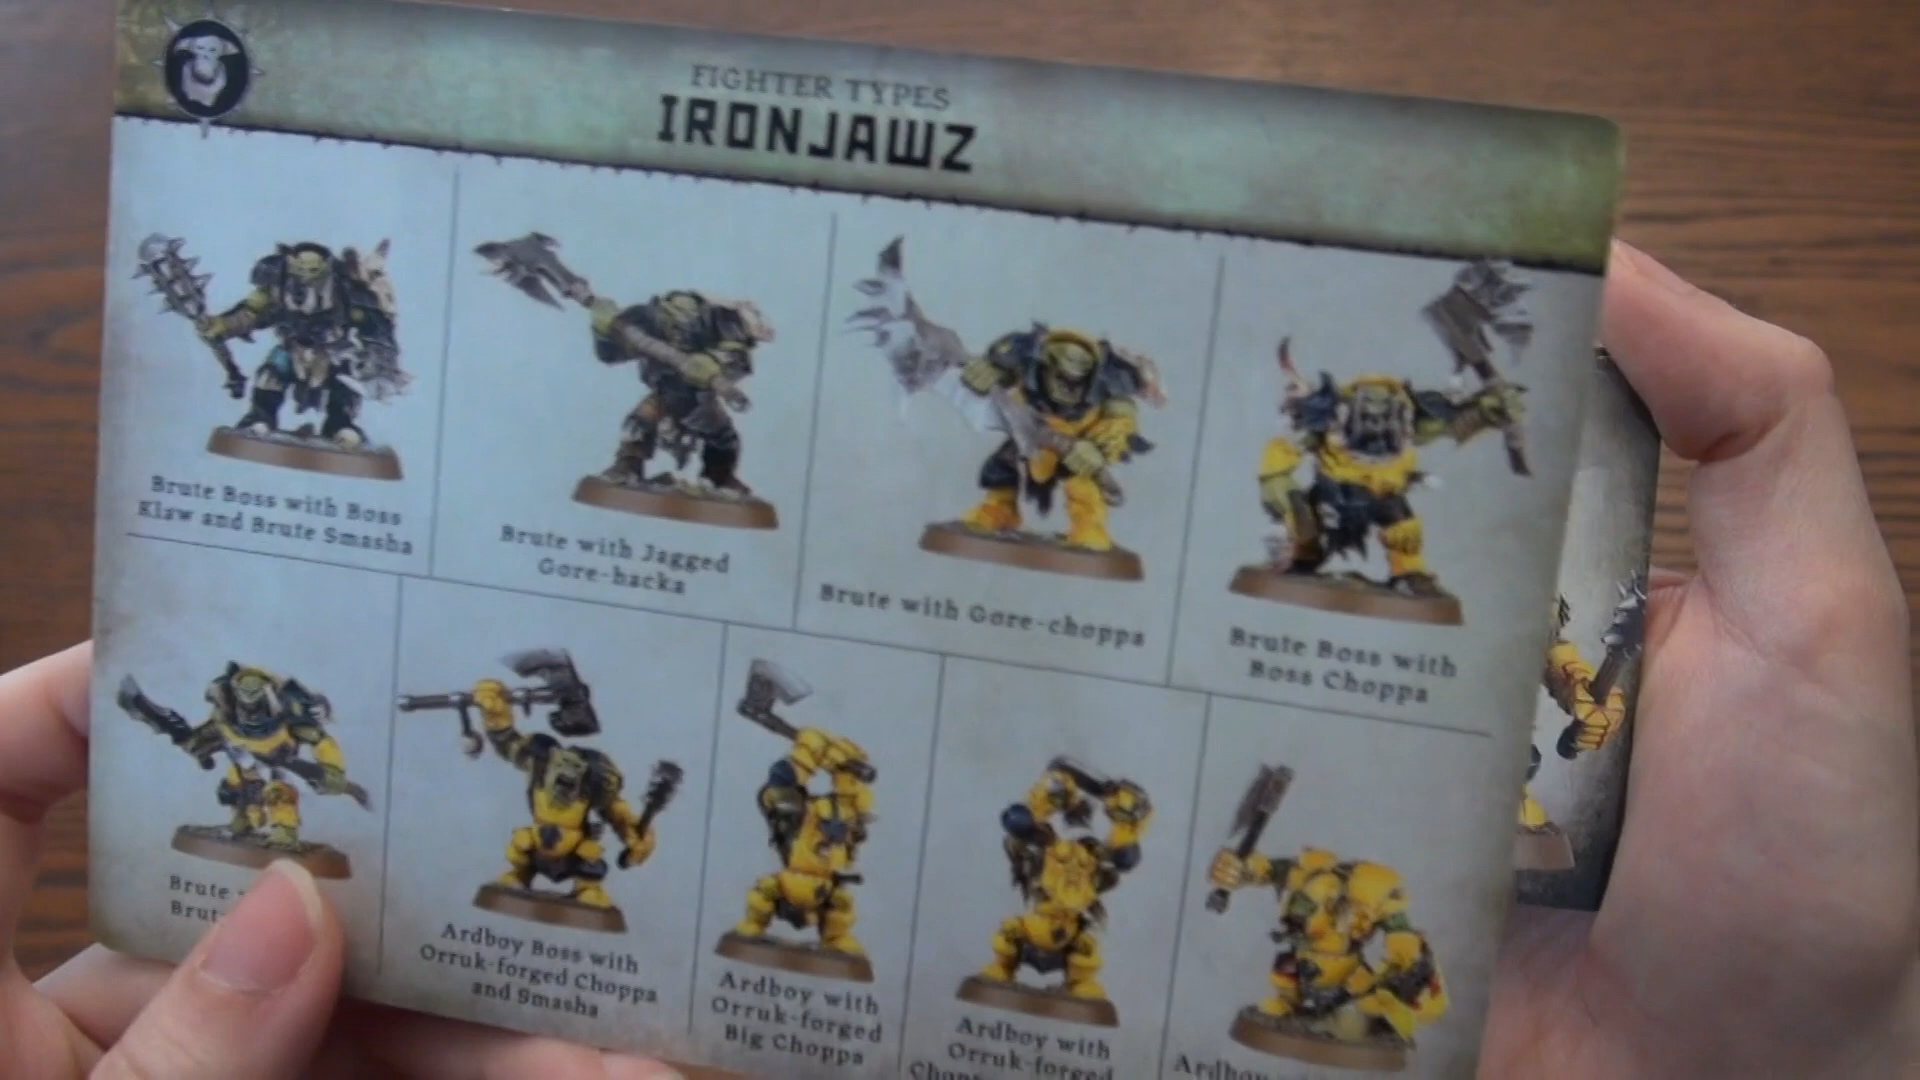 FIGHTER TYPES
IRONJAWZ
Brute Boss with Boss
Klaw and Brute Smasha
Brute with Jagged
Gore-hacka
Brute with Gore-choppa
Brute Boss with
Boss Choppa
Brute
Ardboy Boss with
Orruk-forged Choppa
and Smasha
Ardboy with
Orruk-forged
Big Choppa
Ardboy with
Orruk-forged